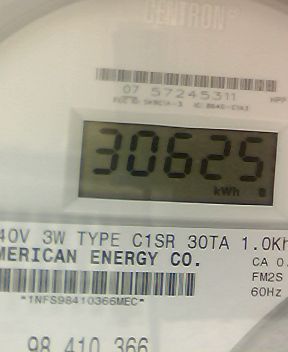 CENTRON®
07 57245311
30625
kWh
40V 3W TYPE C1SR 30TA 1.0Kh
MERICAN ENERGY CO.
CA 0.
FM2S
60Hz
*1NFS98410366MEC*
98 410 366